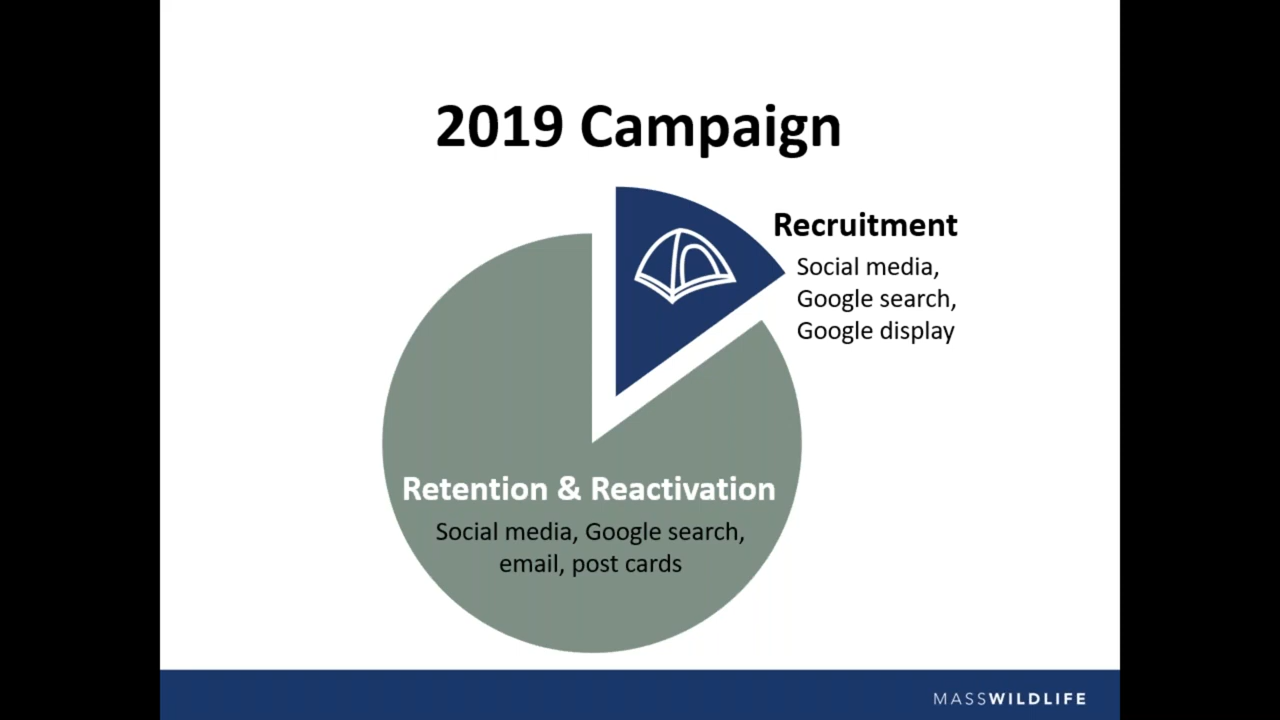 2019 Campaign
Recruitment
Social media,
Google search,
Google display
Retention & Reactivation
Social media, Google search,
email, post cards
MASSWILDLIFE